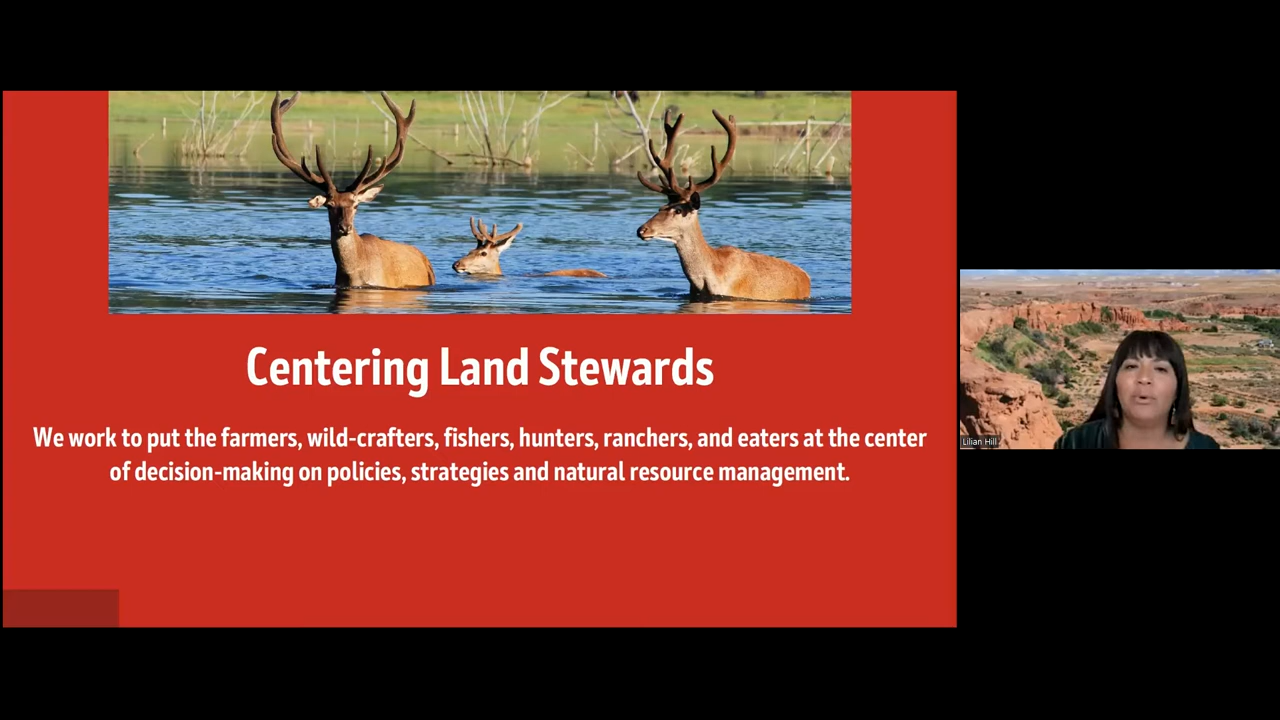 Centering Land Stewards
We work to put the farmers, wild-crafters, fishers, hunters, ranchers, and eaters at the center
of decision-making on policies, strategies and natural resource management.
Lilian Hill